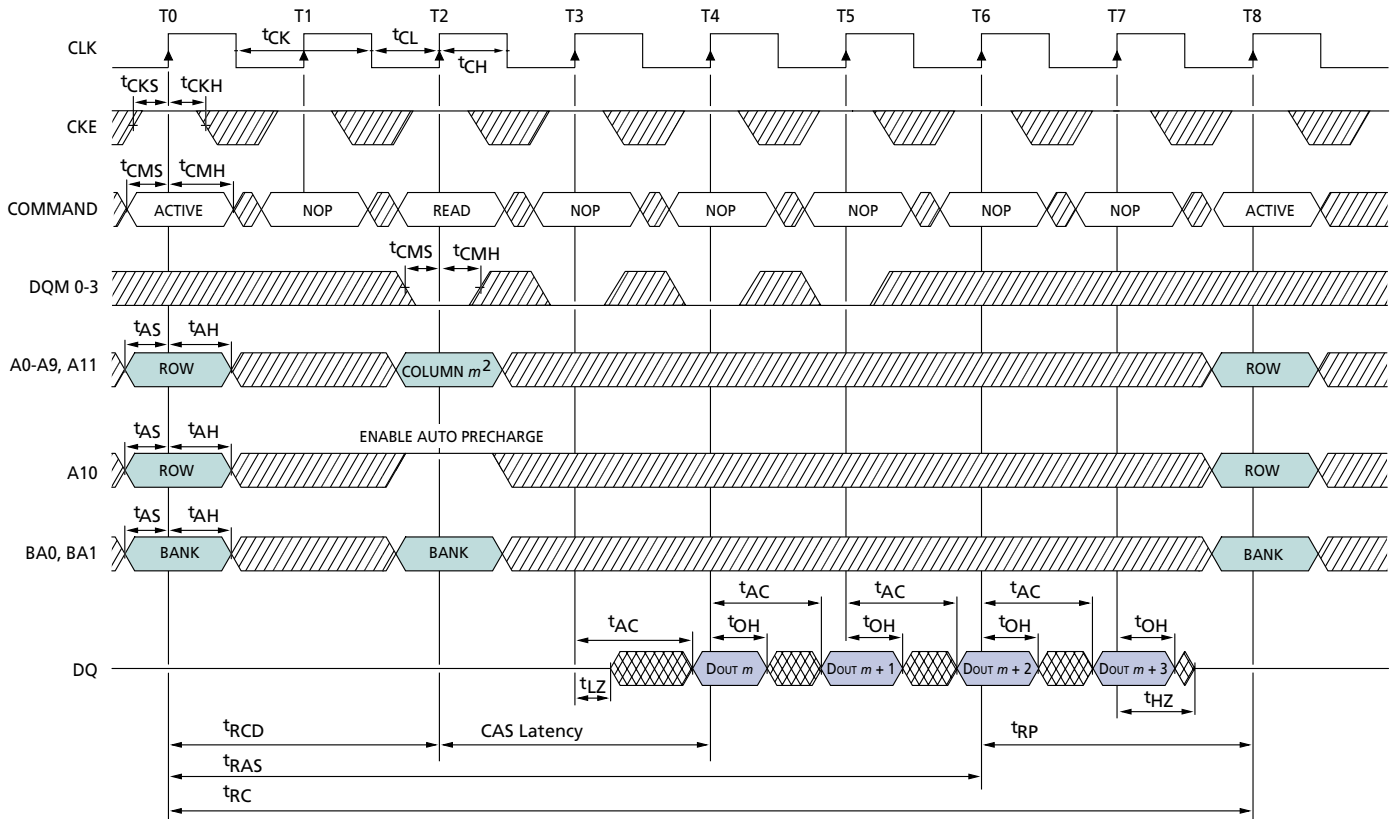 T0 T1 T2 T3 T4 T5 T6 T7 T8
CLK tCK tCL
tCH
tCKS tCKH
CKE
tCMS tCMH
COMMAND ACTIVE NOP READ NOP NOP NOP NOP NOP ACTIVE
tCMS tCMH
DQM 0-3
tAS tAH
A0-A9, A11 ROW COLUMN m2 ROW
ENABLE AUTO PRECHARGE
tAS tAH
A10 ROW ROW
tAS tAH
BA0, BA1 BANK BANK BANK
tAC tAC tAC
tAC tOH tOH tOH tOH
DQ DOUT m DOUT m + 1 DOUT m + 2 DOUT m + 3
tLZ tHZ
tRCD CAS Latency tRP
tRAS
tRC